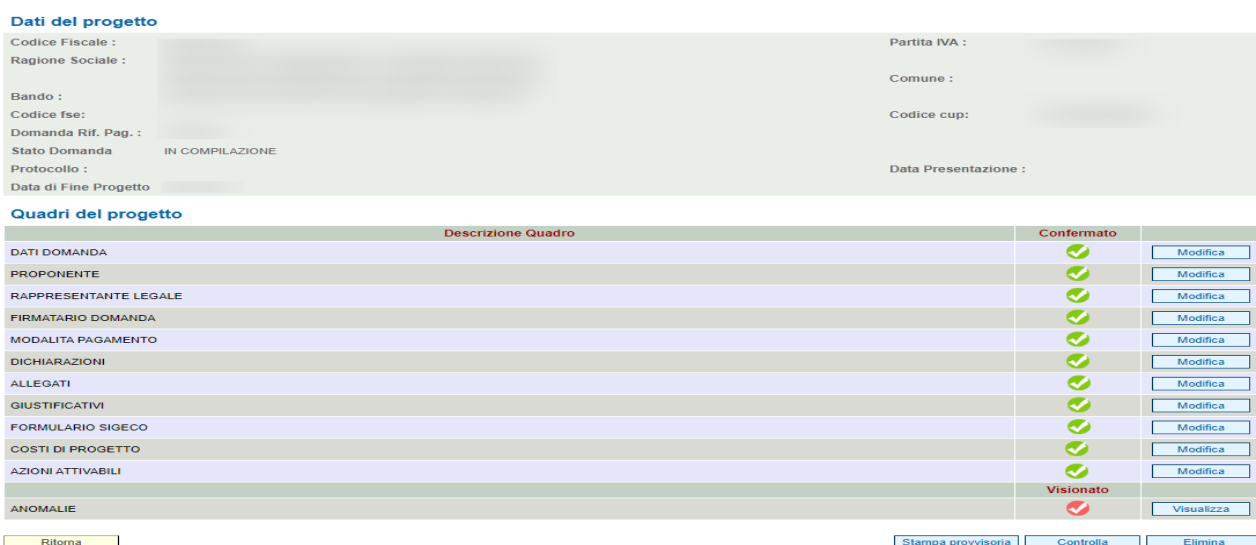 Dati del progetto
Codice Fiscale : Partita IVA :
Ragione Sociale :
Comune :
Bando :
Codice fse: Codice cup:
Domanda Rif. Pag. :
Stato Domanda IN COMPILAZIONE
Protocollo : Data Presentazione :
Data di Fine Progetto
Quadri del progetto
Descrizione Quadro Confermato
DATI DOMANDA Modifica
PROPONENTE Modifica
RAPPRESENTANTE LEGALE Modifica
FIRMATARIO DOMANDA Modifica
MODALITA PAGAMENTO Modifica
DICHIARAZIONI Modifica
ALLEGATI Modifica
GIUSTIFICATIVI Modifica
FORMULARIO SIGECO Modifica
COSTI DI PROGETTO Modifica
AZIONI ATTIVABILI Modifica
Visionato
ANOMALIE Visualizza
Ritorna Stampa provvisoria Controlla Elimina